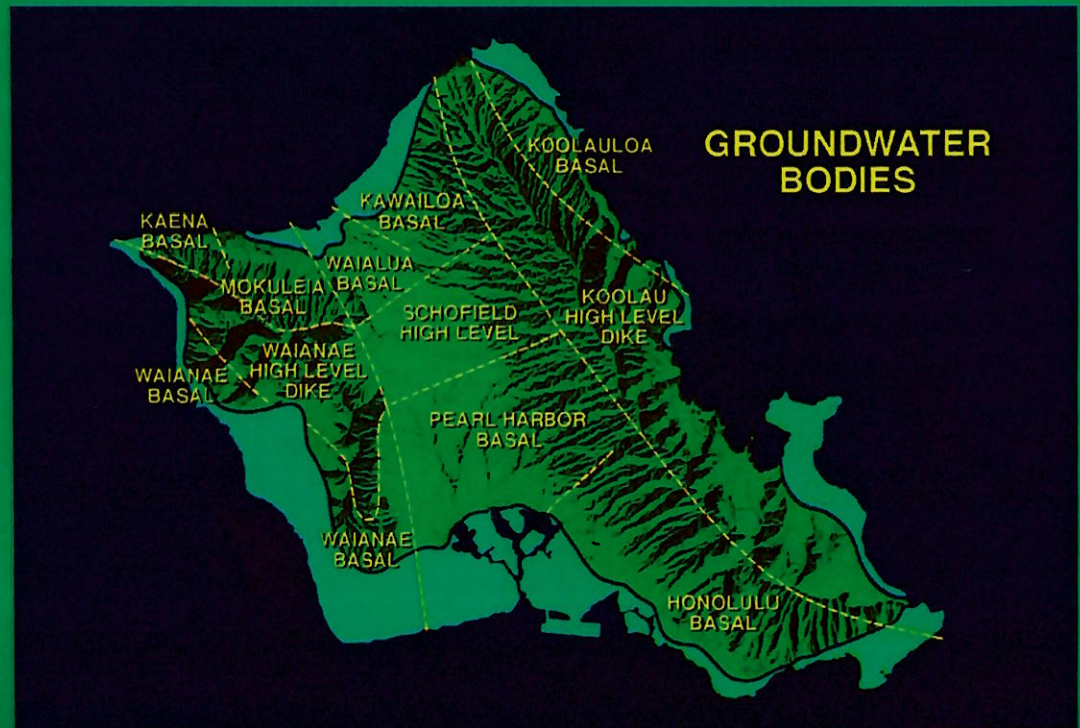 GROUNDWATER
BODIES
KOOLAULOA
BASAL
KAWAILOA
BASAL
KAENA
BASAL
WAIALUA
BASAL
MOKULEIA
BASAL
SCHOFIELD
HIGH LEVEL
KOOLAU
HIGH LEVEL
DIKE
WAIANAE
HIGH LEVEL
DIKE
WAIANAE
BASAL
PEARL HARBOR
BASAL
WAIANAE
BASAL
HONOLULU
BASAL